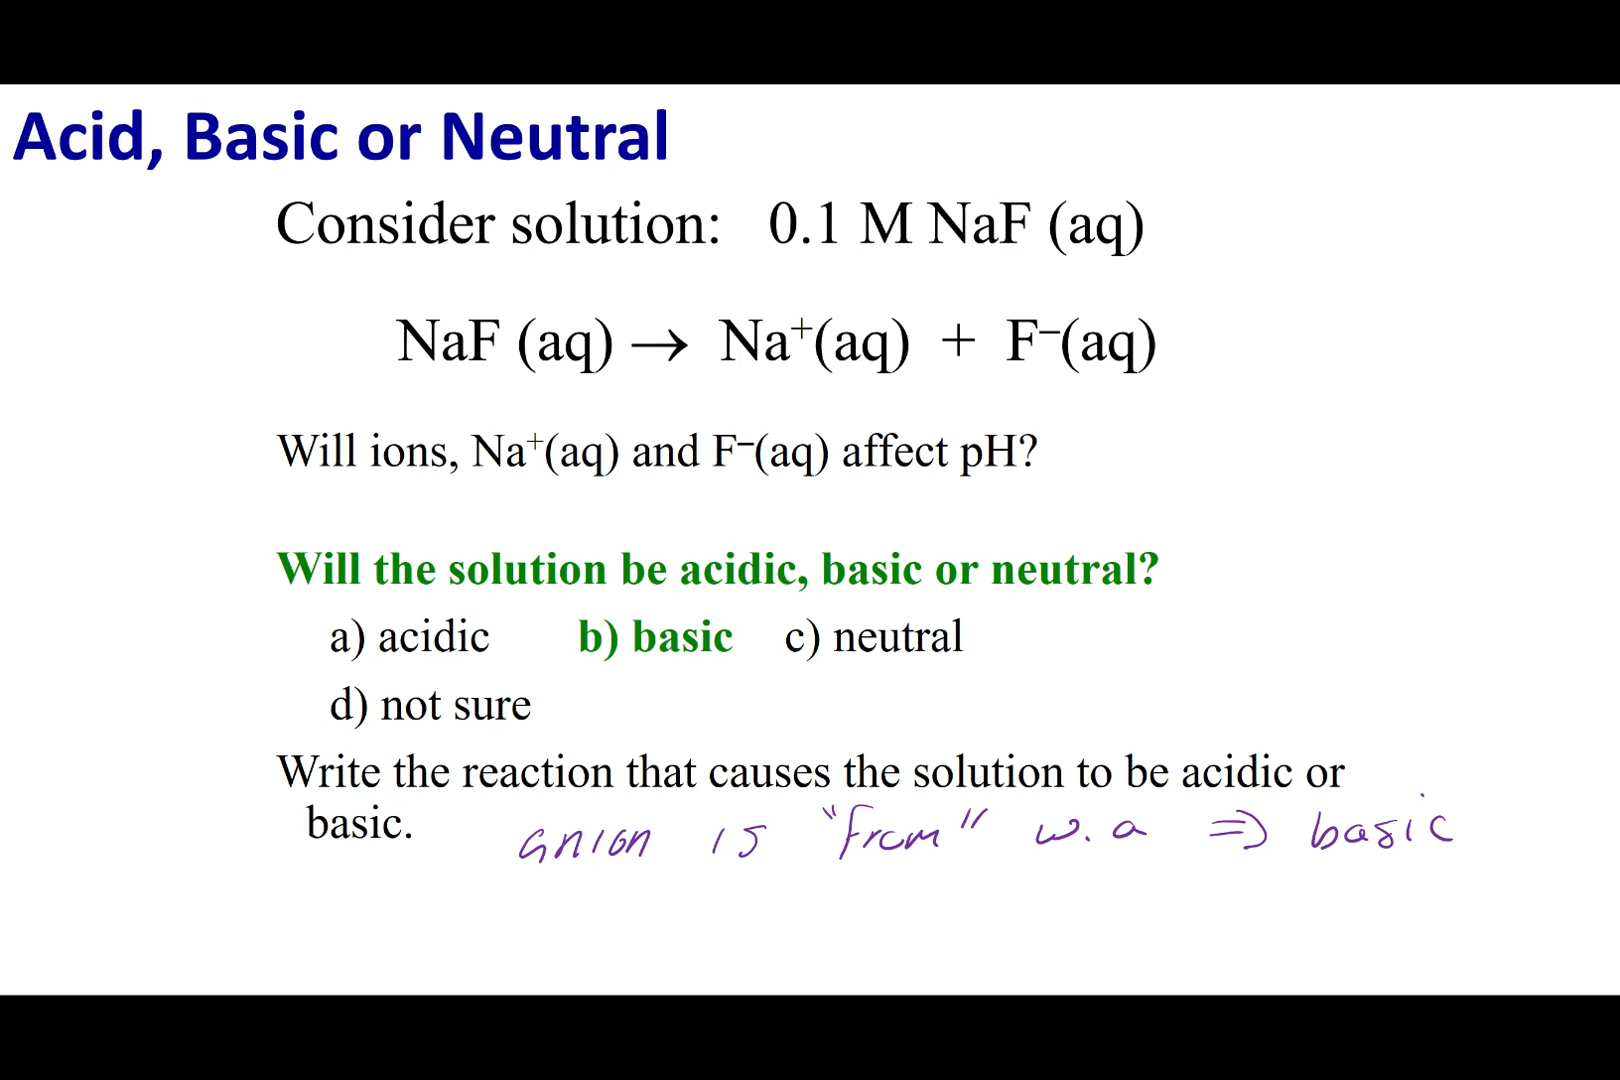 Acid, Basic or Neutral
Consider solution: 0.1 M NaF (aq)
NaF (aq) → Na⁺(aq) + F⁻(aq)
Will ions, Na⁺(aq) and F⁻(aq) affect pH?
Will the solution be acidic, basic or neutral?
a) acidic b) basic c) neutral
d) not sure
Write the reaction that causes the solution to be acidic or
basic. anion is "from" w.a ⇒ basic